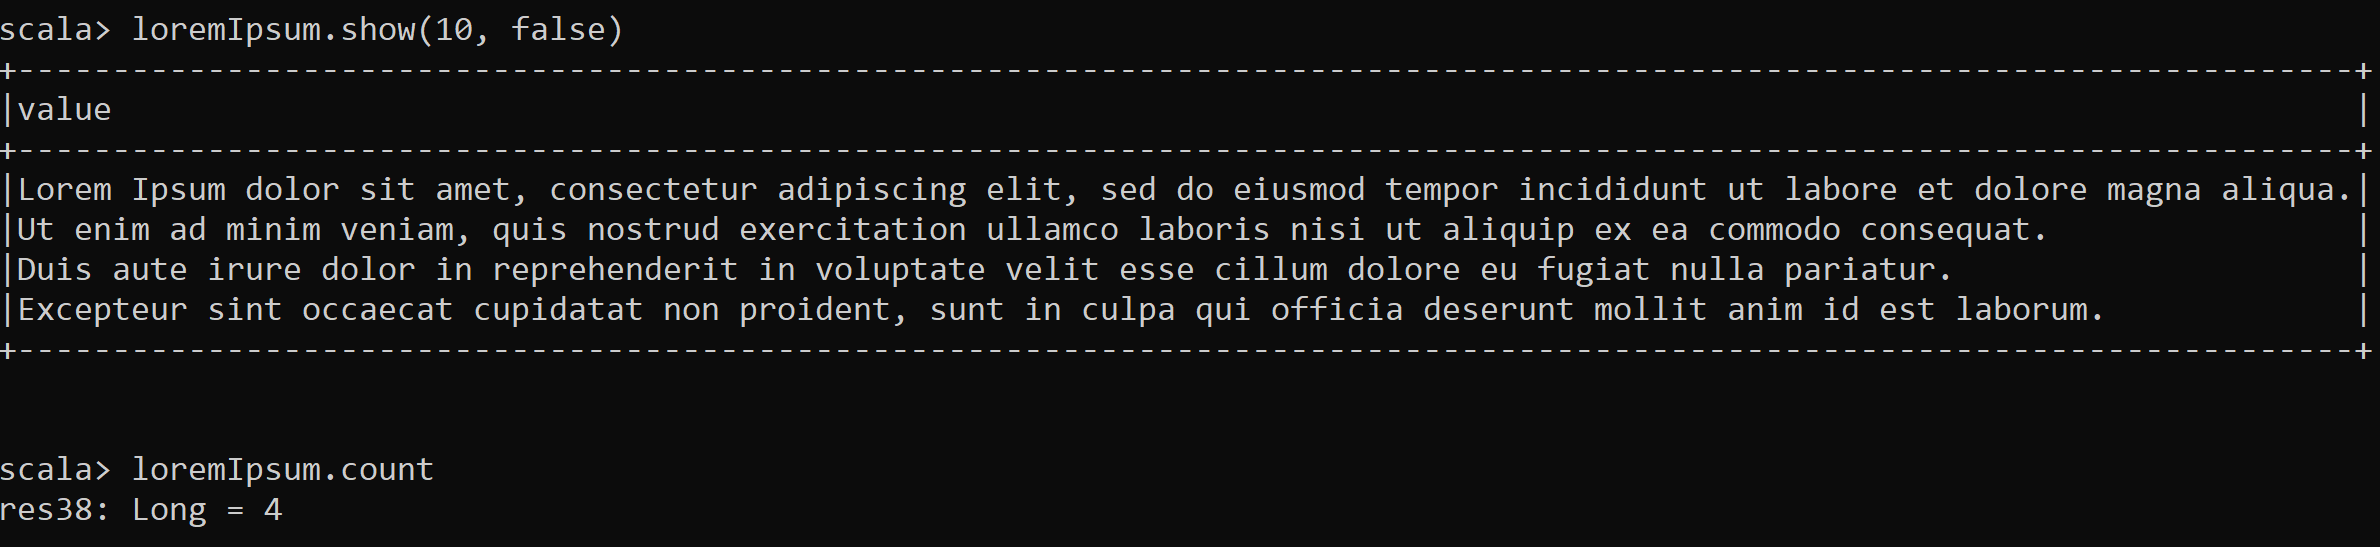 scala> loremIpsum.show(10, false)
+---------------------------------------------------------------------------------------------------------------------------+
|value                                                                                                                      |
+---------------------------------------------------------------------------------------------------------------------------+
|Lorem Ipsum dolor sit amet, consectetur adipiscing elit, sed do eiusmod tempor incididunt ut labore et dolore magna aliqua.|
|Ut enim ad minim veniam, quis nostrud exercitation ullamco laboris nisi ut aliquip ex ea commodo consequat.                |
|Duis aute irure dolor in reprehenderit in voluptate velit esse cillum dolore eu fugiat nulla pariatur.                     |
|Excepteur sint occaecat cupidatat non proident, sunt in culpa qui officia deserunt mollit anim id est laborum.             |
+---------------------------------------------------------------------------------------------------------------------------+
scala> loremIpsum.count
res38: Long = 4